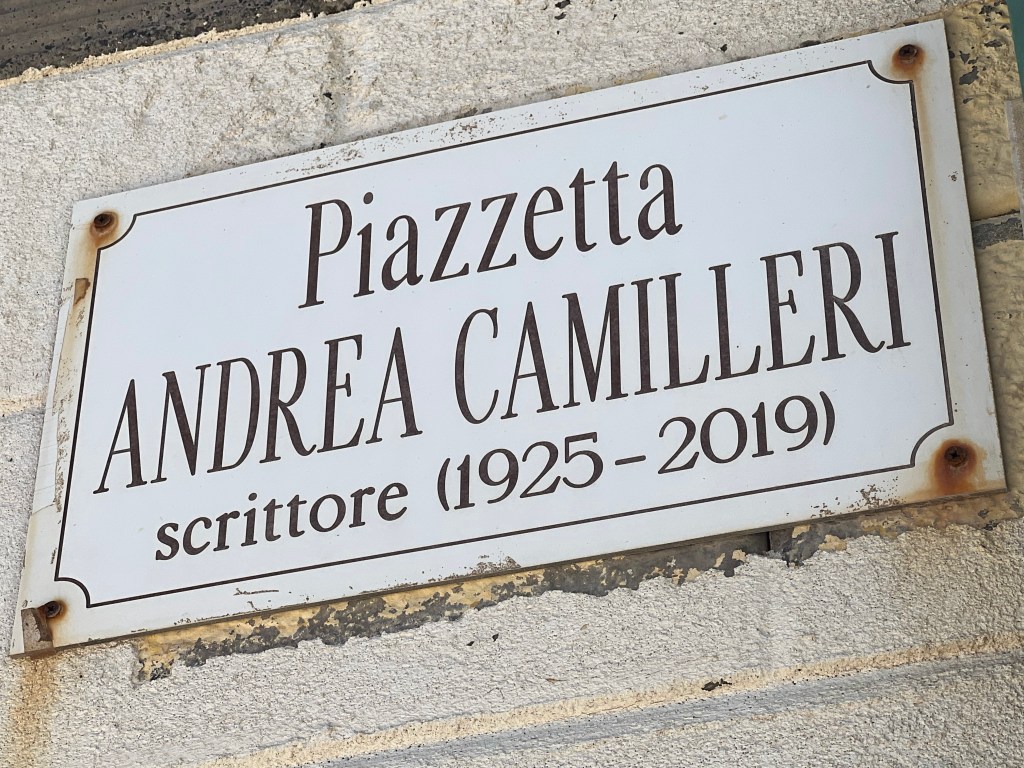 Piazzetta
ANDREA CAMILLERI
scrittore (1925-2019)